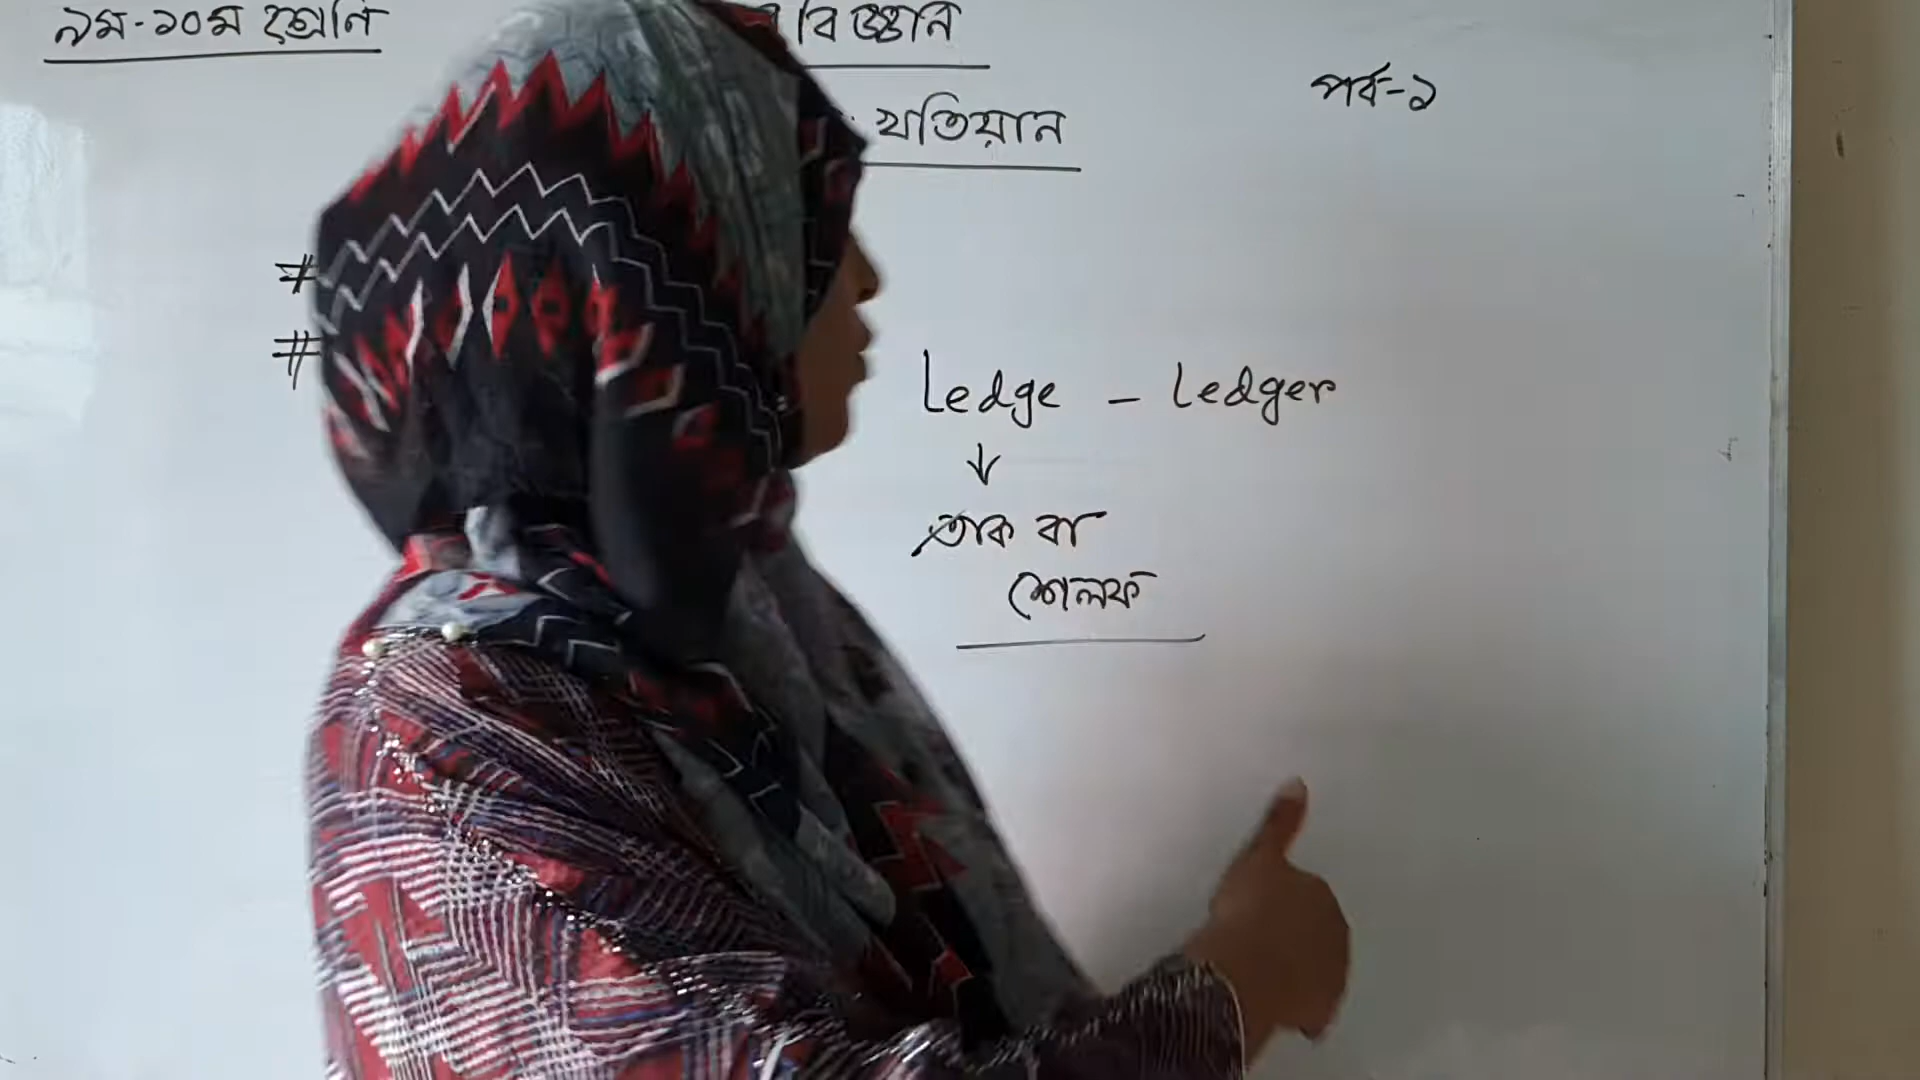 ৯ম-১০ম শ্রেণি
বিজ্ঞান
পর্ব-১
খতিয়ান
#
#
Ledge - Ledger
↓
তাক বা
শেলফ